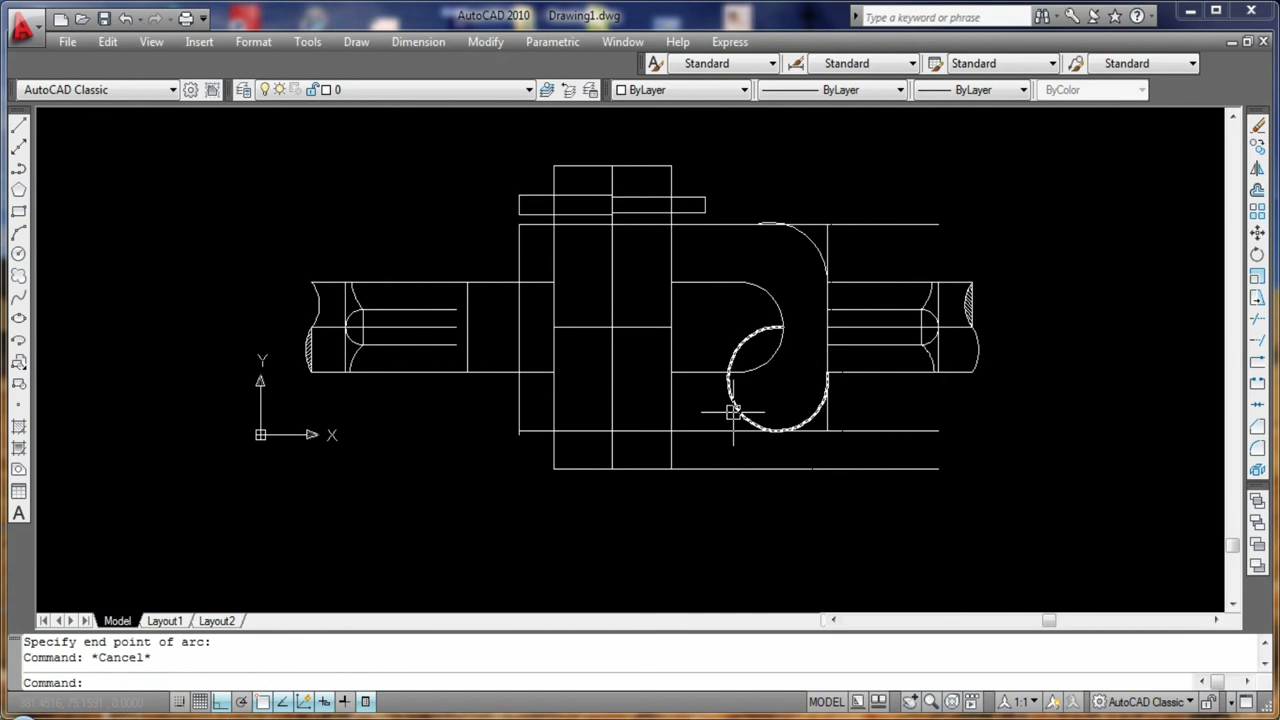 AutoCAD 2010 Drawing1.dwg
Type a keyword or phrase
File Edit View Insert Format Tools Draw Dimension Modify Parametric Window Help Express
Standard Standard Standard Standard
AutoCAD Classic 0 ByLayer ByLayer ByLayer ByColor
Y
X
A
Model Layout1 Layout2
Specify end point of arc:
Command: *Cancel*
Command:
MODEL 1:1 AutoCAD Classic